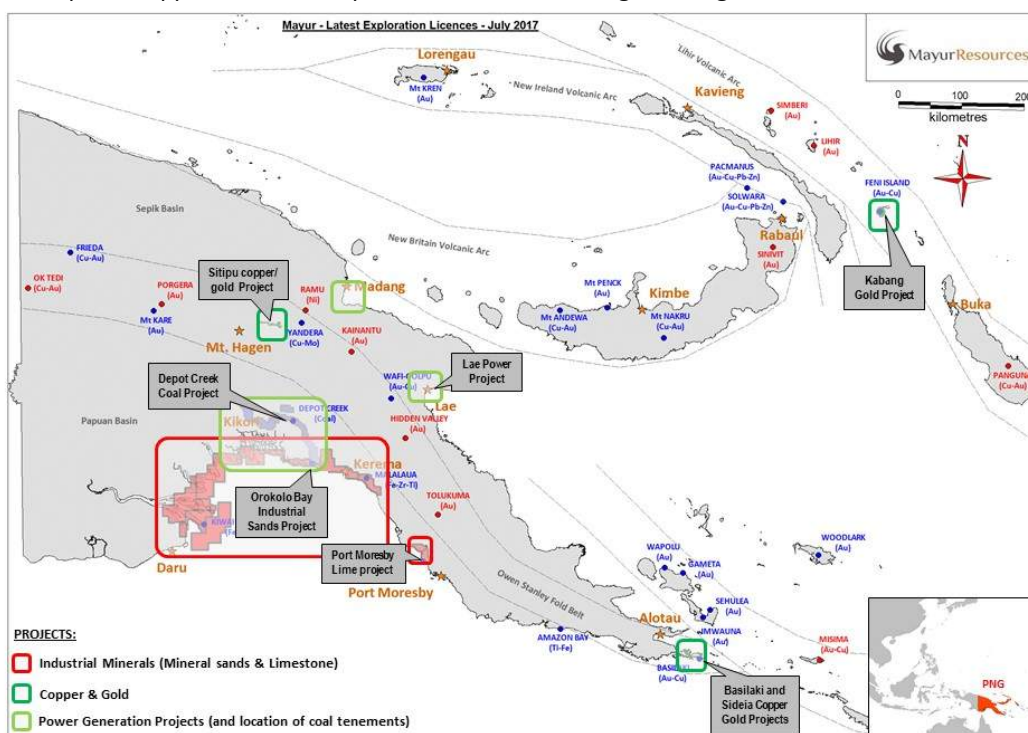 Mayur - Latest Exploration Licences - July 2017
MayurResources
0 100 200
kilometres
N
Lorengau
Mt KREN
(Au)
New Ireland Volcanic Arc
Lihir Volcanic Arc
Kavieng
SIMBERI
(Au)
LIHIR
(Au)
PACMANUS
(Au-Cu-Pb-Zn)
SOLWARA
(Au-Cu-Pb-Zn)
FENI ISLAND
(Au-Cu)
Sepik Basin
New Britain Volcanic Arc
Rabaul
SINIVIT
(Au)
Kabang
Gold Project
FRIEDA
(Cu-Au)
OK TEDI
(Cu-Au)
PORGERA
(Au)
Mt KARE
(Au)
Sitipu copper/
gold Project
Madang
RAMU
(Ni)
YANDERA
(Cu-Mo)
Mt. Hagen
KAINANTU
(Au)
Mt PENCK
(Au)
Kimbe
Mt ANDEWA
(Cu-Au)
Mt NAKRU
(Cu-Au)
Buka
PANGUNA
(Cu-Au)
Depot Creek
Coal Project
WAFI-GOLPU
(Au-Cu)
Lae Power
Project
Lae
Papuan Basin
DEPOT CREEK
(Coal)
Kikori
HIDDEN VALLEY
(Au)
Kerema
MALALAUA
(Fe-Zr-Ti)
Orokolo Bay
Industrial
Sands Project
TOLUKUMA
(Au)
Daru
Port Moresby
Lime project
Port Moresby
WOODLARK
(Au)
WAPOLU
(Au)
GAMETA
(Au)
SEHULEA
(Au)
Owen Stanley Fold Belt
Alotau
IMWAUNA
(Au)
AMAZON BAY
(Ti-Fe)
BASILAKI
(Au-Cu)
MISIMA
(Au-Cu)
Basilaki and
Sideia Copper
Gold Projects
PNG
PROJECTS:
Industrial Minerals (Mineral sands & Limestone)
Copper & Gold
Power Generation Projects (and location of coal tenements)